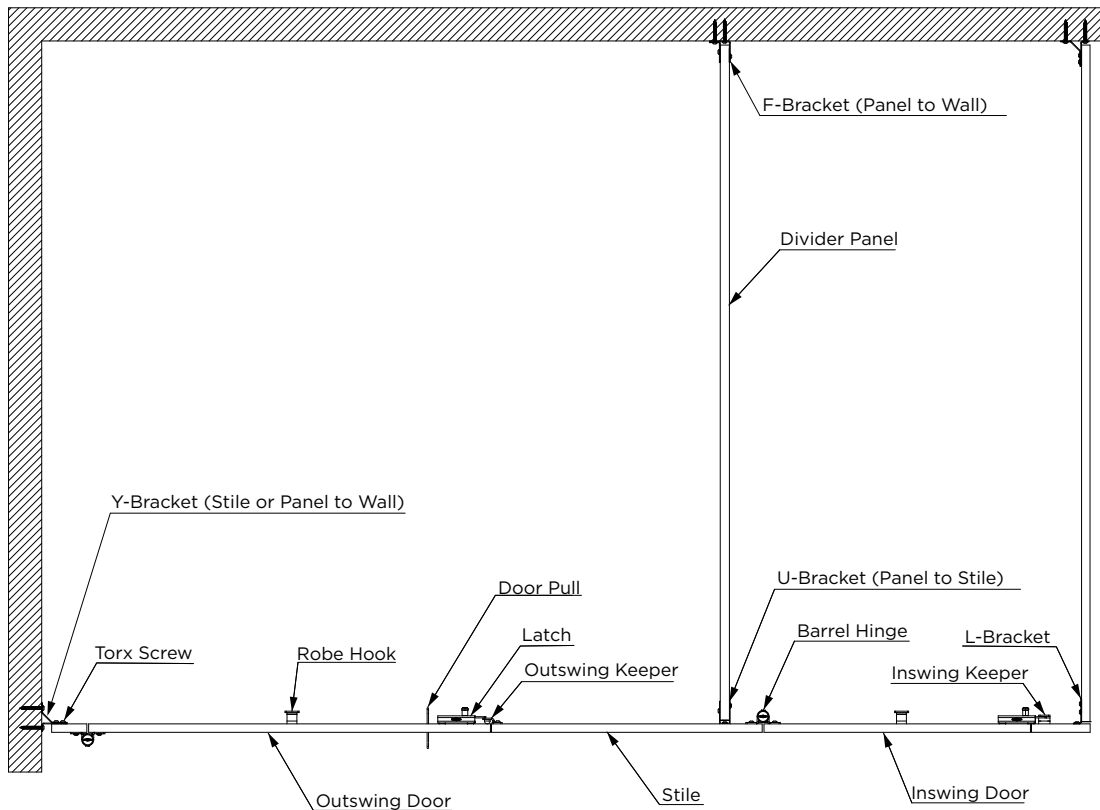 F-Bracket (Panel to Wall)
Divider Panel
Y-Bracket (Stile or Panel to Wall)
U-Bracket (Panel to Stile)
Door Pull
Barrel Hinge
L-Bracket
Latch
Torx Screw
Robe Hook
Outswing Keeper
Inswing Keeper
Outswing Door
Stile
Inswing Door